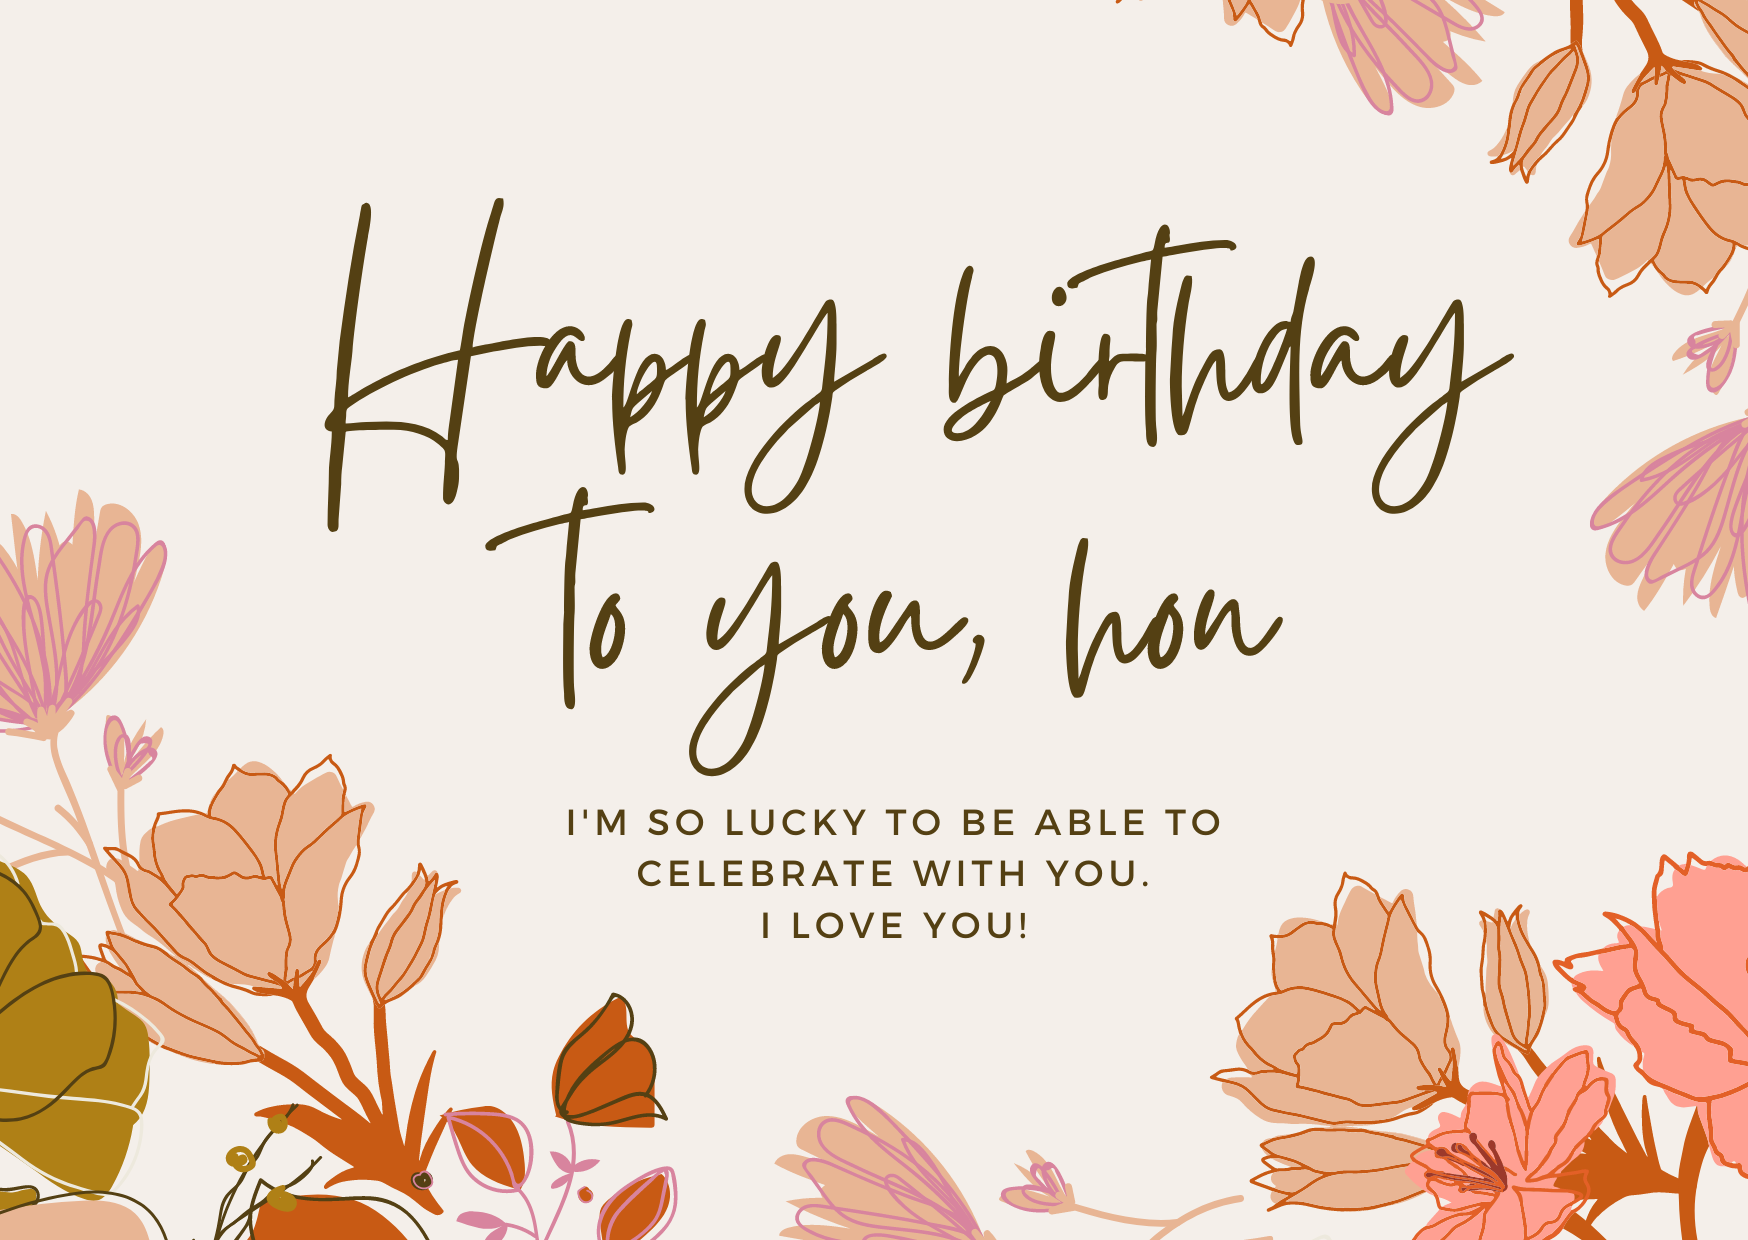 Happy birthday
to you, hon
I'M SO LUCKY TO BE ABLE TO
CELEBRATE WITH YOU.
I LOVE YOU!